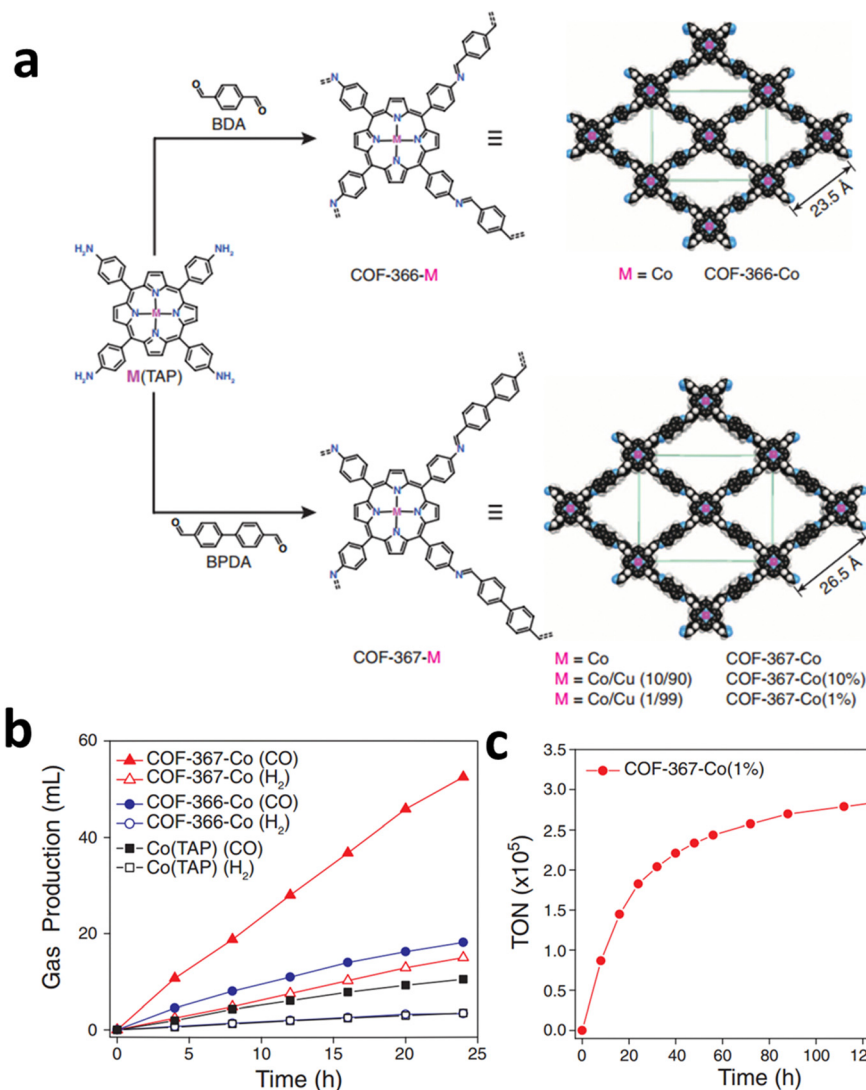 a
BDA
BPDA
H₂N
NH₂
H₂N
NH₂
N
N
N
N
M
M(TAP)
=N
N
N
N
N
N
M
N=
N
COF-366-M
≡
23.5 Å
M = Co COF-366-Co
=N
N
N
N
N
N
M
N=
N
COF-367-M
≡
26.5 Å
M = Co COF-367-Co
M = Co/Cu (10/90) COF-367-Co(10%)
M = Co/Cu (1/99) COF-367-Co(1%)
O
O
O
O
b
60
40
20
0
Gas Production (mL)
COF-367-Co (CO)
COF-367-Co (H₂)
COF-366-Co (CO)
COF-366-Co (H₂)
Co(TAP) (CO)
Co(TAP) (H₂)
0 5 10 15 20 25
Time (h)
c
3.5
3.0
2.5
2.0
1.5
1.0
0.5
0.0
TON (x10⁵)
COF-367-Co(1%)
0 20 40 60 80 100
Time (h)